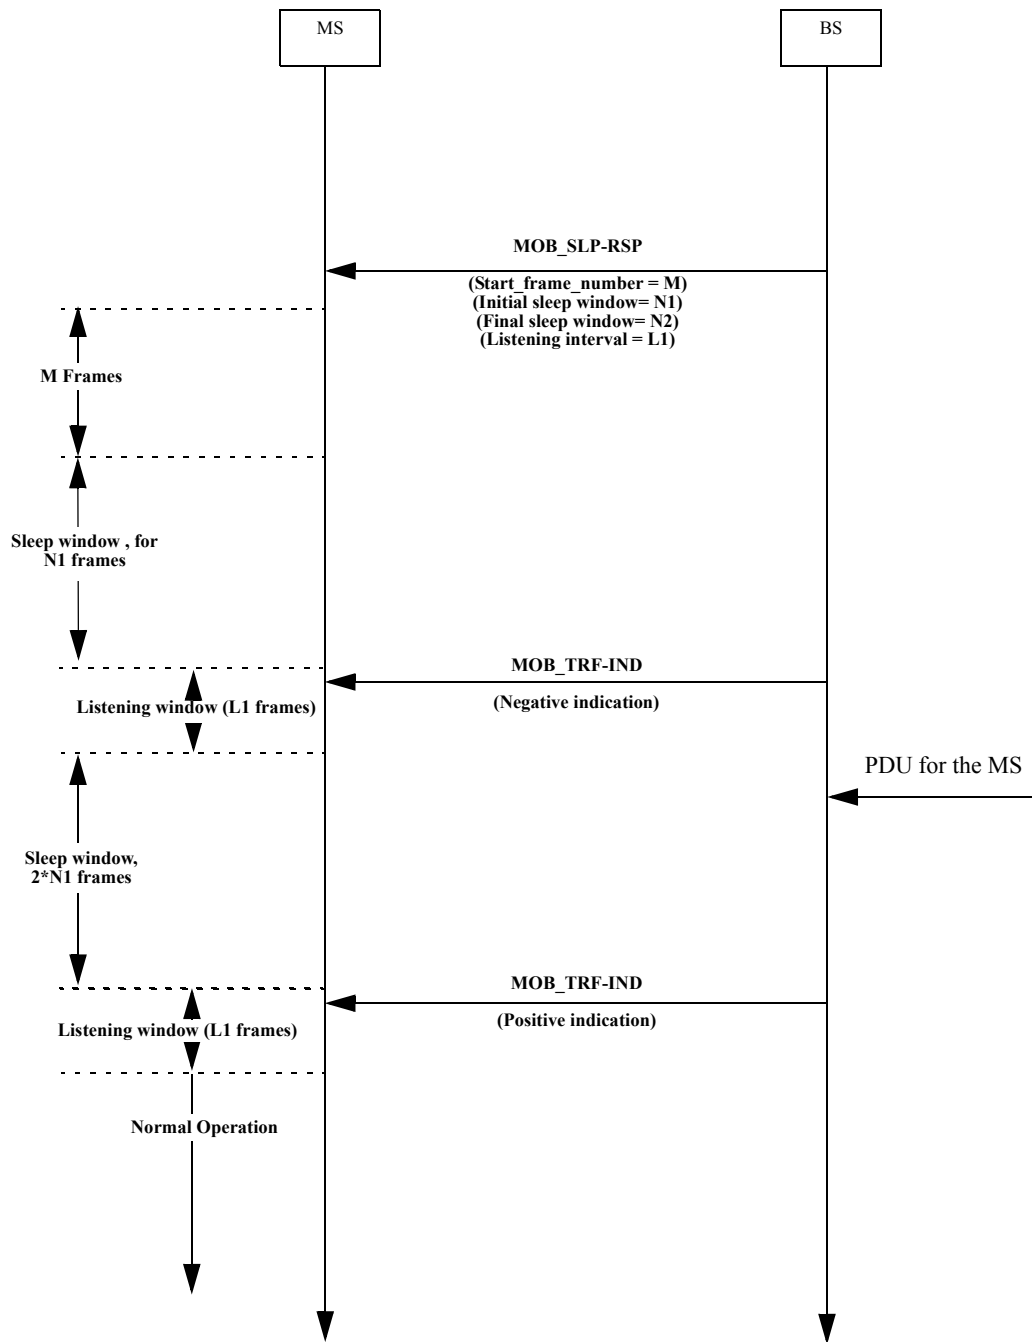 MS
BS
MOB_SLP-RSP
(Start_frame_number = M)
(Initial sleep window= N1)
(Final sleep window= N2)
(Listening interval = L1)
M Frames
Sleep window , for
N1 frames
MOB_TRF-IND
(Negative indication)
Listening window (L1 frames)
PDU for the MS
Sleep window,
2*N1 frames
MOB_TRF-IND
(Positive indication)
Listening window (L1 frames)
Normal Operation